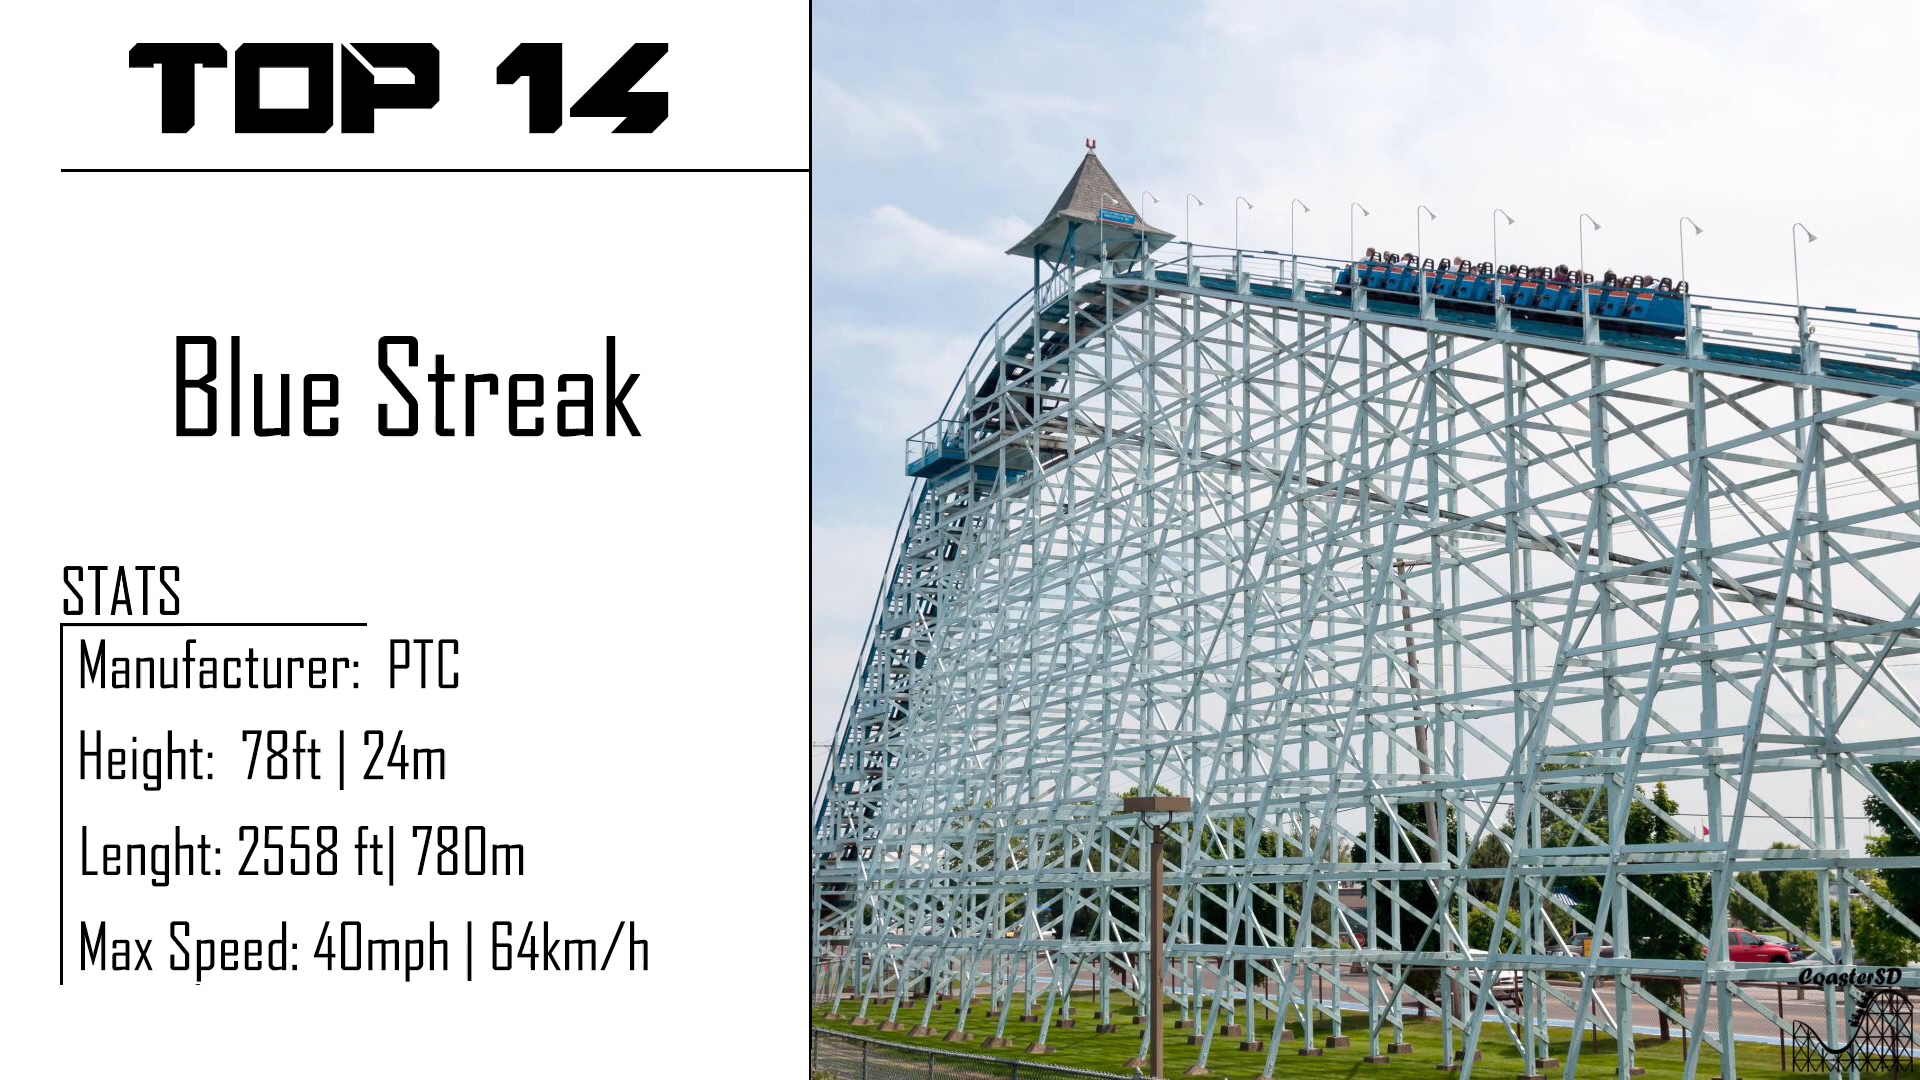 TOP 14
Blue Streak
STATS
Manufacturer: PTC
Height: 78ft | 24m
Lenght: 2558 ft| 780m
Max Speed: 40mph | 64km/h
CoasterSD